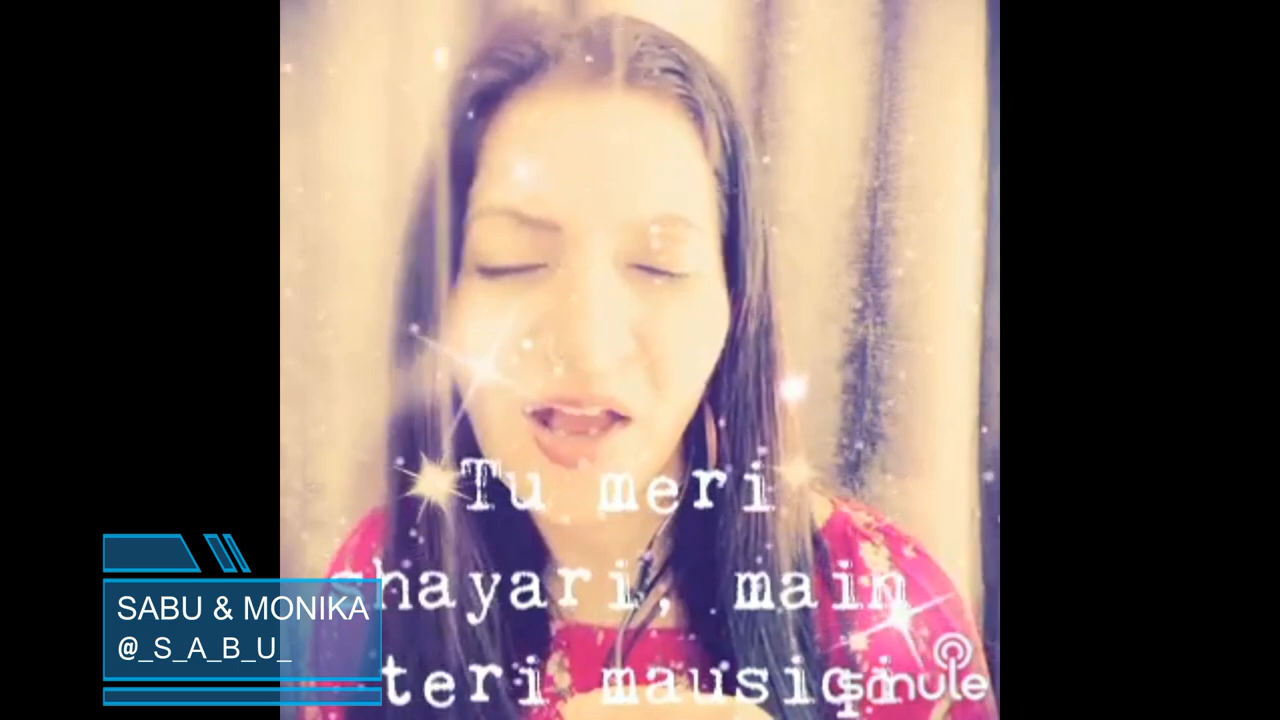 Tu meri
shayari, main
teri mausiqi
smule
SABU & MONIKA
@_S_A_B_U_